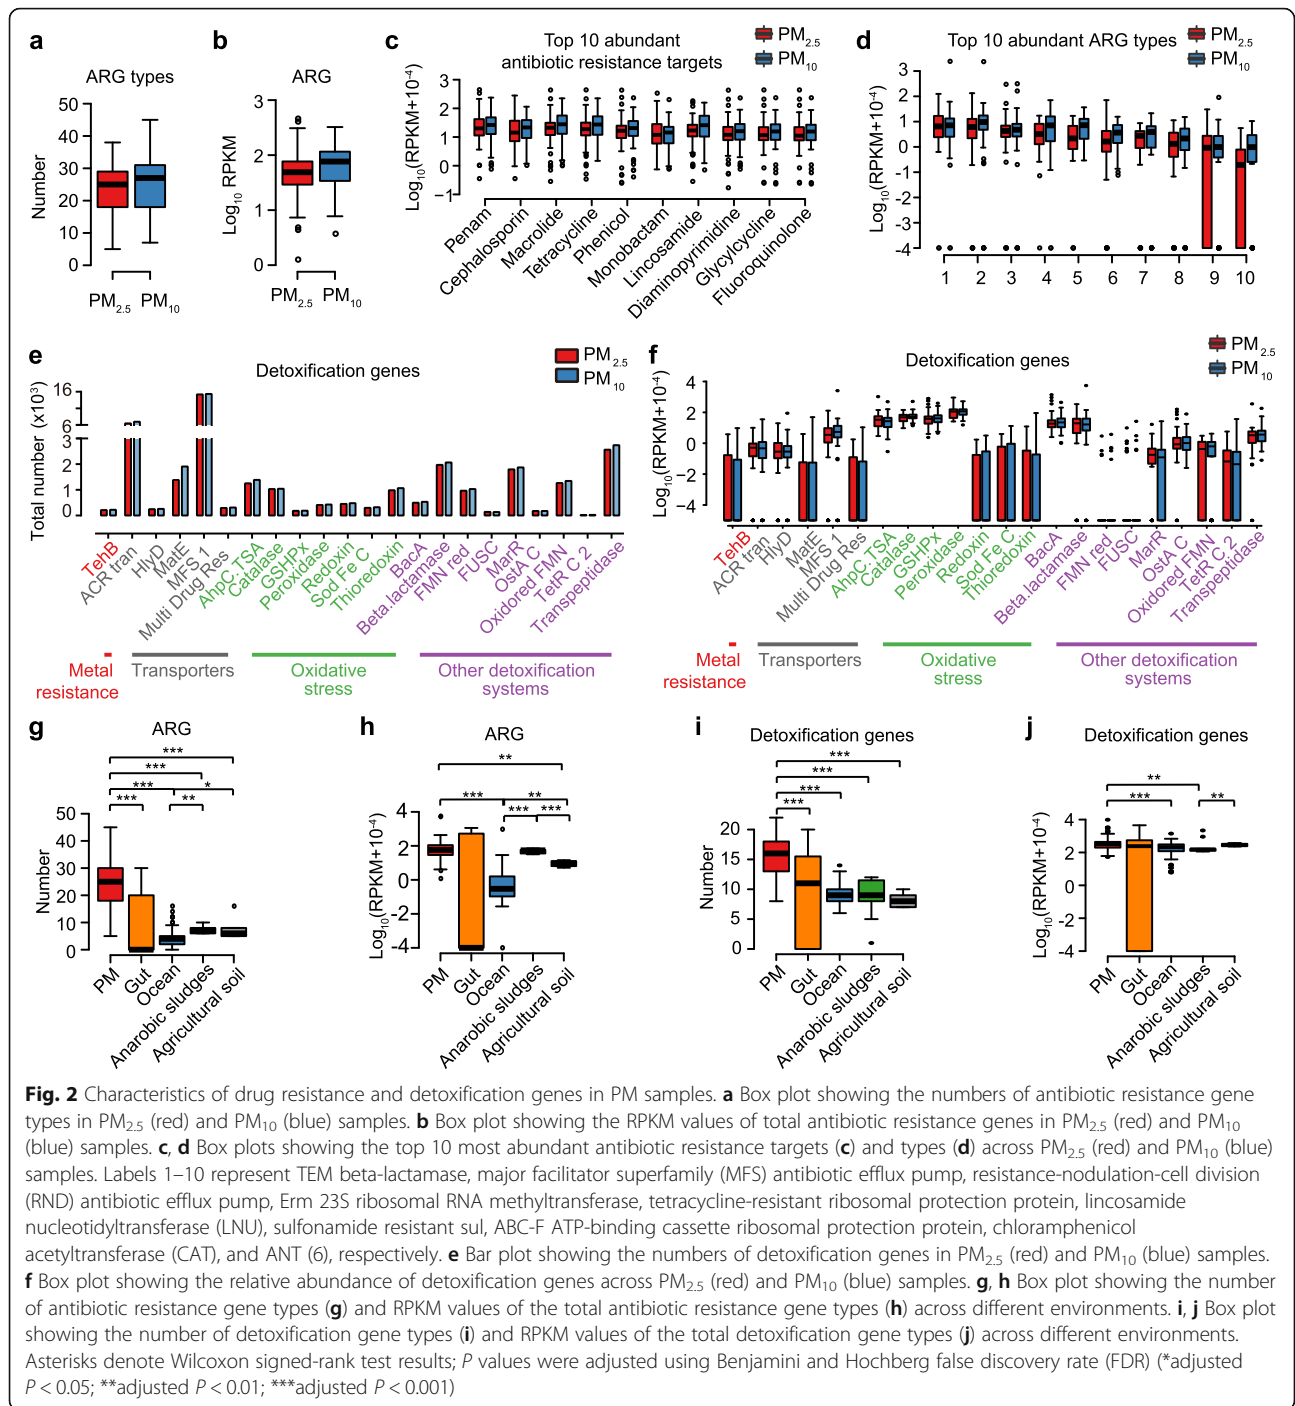 a
ARG types
50
40
30
20
10
0
Number
PM2.5
PM10
b
ARG
3
2
1
0
Log10 RPKM
PM2.5
PM10
c
Top 10 abundant
antibiotic resistance targets
PM2.5
PM10
3
2
1
0
−1
Log10(RPKM+10-4)
Penam
Cephalosporin
Macrolide
Tetracycline
Phenicol
Monobactam
Lincosamide
Diaminopyrimidine
Glycylcycline
Fluoroquinolone
d
Top 10 abundant ARG types
PM2.5
PM10
3
2
1
0
-1
-2
-3
-4
Log10(RPKM+10-4)
1 2 3 4 5 6 7 8 9 10
e
Detoxification genes
PM2.5
PM10
16
6
3
2
1
0
Total number (x10³)
TehB
ACR tran
HlyD
MatE
MFS 1
Multi Drug Res
AhpC. TSA
Catalase
GSHPx
Peroxidase
Redoxin
Sod Fe C
Thioredoxin
BacA
Beta.lactamase
FMN red
FUSC
MarR
OstA C
Oxidored FMN
TetR C 2
Transpeptidase
Metal
resistance
Transporters
Oxidative
stress
Other detoxification
systems
f
Detoxification genes
PM2.5
PM10
4
2
0
−2
−4
Log10(RPKM+10-4)
TehB
ACR tran
HlyD
MatE
MFS 1
Multi Drug Res
AhpC. TSA
Catalase
GSHPx
Peroxidase
Redoxin
Sod Fe C
Thoredoxin
BacA
Beta.lactamase
FMN red
FUSC
MarR
OstA C
Oxidored FMN
TetR C 2
Transpeptidase
Metal
resistance
Transporters
Oxidative
stress
Other detoxification
systems
g
ARG
***
***
*** *
*** **
50
40
30
20
10
0
Number
PM
Gut
Ocean
Anarobic sludges
Agricultural soil
h
ARG
**
*** **
*** ***
4
2
0
-2
-4
Log10(RPKM+10-4)
PM
Gut
Ocean
Anarobic sludges
Agricultural soil
i
Detoxification genes
***
***
***
***
20
15
10
5
0
Number
PM
Gut
Ocean
Anarobic sludges
Agricultural soil
j
Detoxification genes
**
*** **
4
2
0
-2
-4
Log10(RPKM+10-4)
PM
Gut
Ocean
Anarobic sludges
Agricultural soil
Fig. 2 Characteristics of drug resistance and detoxification genes in PM samples. a Box plot showing the numbers of antibiotic resistance gene
types in PM2.5 (red) and PM10 (blue) samples. b Box plot showing the RPKM values of total antibiotic resistance genes in PM2.5 (red) and PM10
(blue) samples. c, d Box plots showing the top 10 most abundant antibiotic resistance targets (c) and types (d) across PM2.5 (red) and PM10 (blue)
samples. Labels 1–10 represent TEM beta-lactamase, major facilitator superfamily (MFS) antibiotic efflux pump, resistance-nodulation-cell division
(RND) antibiotic efflux pump, Erm 23S ribosomal RNA methyltransferase, tetracycline-resistant ribosomal protection protein, lincosamide
nucleotidyltransferase (LNU), sulfonamide resistant sul, ABC-F ATP-binding cassette ribosomal protection protein, chloramphenicol
acetyltransferase (CAT), and ANT (6), respectively. e Bar plot showing the numbers of detoxification genes in PM2.5 (red) and PM10 (blue) samples.
f Box plot showing the relative abundance of detoxification genes across PM2.5 (red) and PM10 (blue) samples. g, h Box plot showing the number
of antibiotic resistance gene types (g) and RPKM values of the total antibiotic resistance gene types (h) across different environments. i, j Box plot
showing the number of detoxification gene types (i) and RPKM values of the total detoxification gene types (j) across different environments.
Asterisks denote Wilcoxon signed-rank test results; P values were adjusted using Benjamini and Hochberg false discovery rate (FDR) (*adjusted
P < 0.05; **adjusted P < 0.01; ***adjusted P < 0.001)